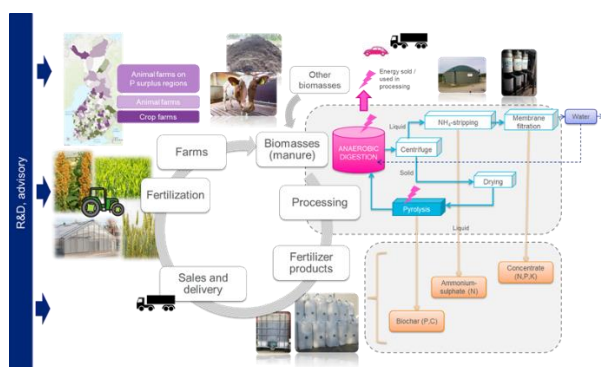 R&D, advisory
Animal farms on
P surplus regions
Animal farms
Crop farms
Other
biomasses
Energy sold /
used in
processing
Farms
Biomasses
(manure)
Fertilization
Processing
Sales and
delivery
Fertilizer
products
ANAEROBIC
DIGESTION
Liquid
Centrifuge
Solid
NH₄-stripping
Membrane
filtration
Water
Drying
Pyrolysis
Liquid
Biochar (P,C)
Ammonium-
sulphate (N)
Concentrate
(N,P,K)